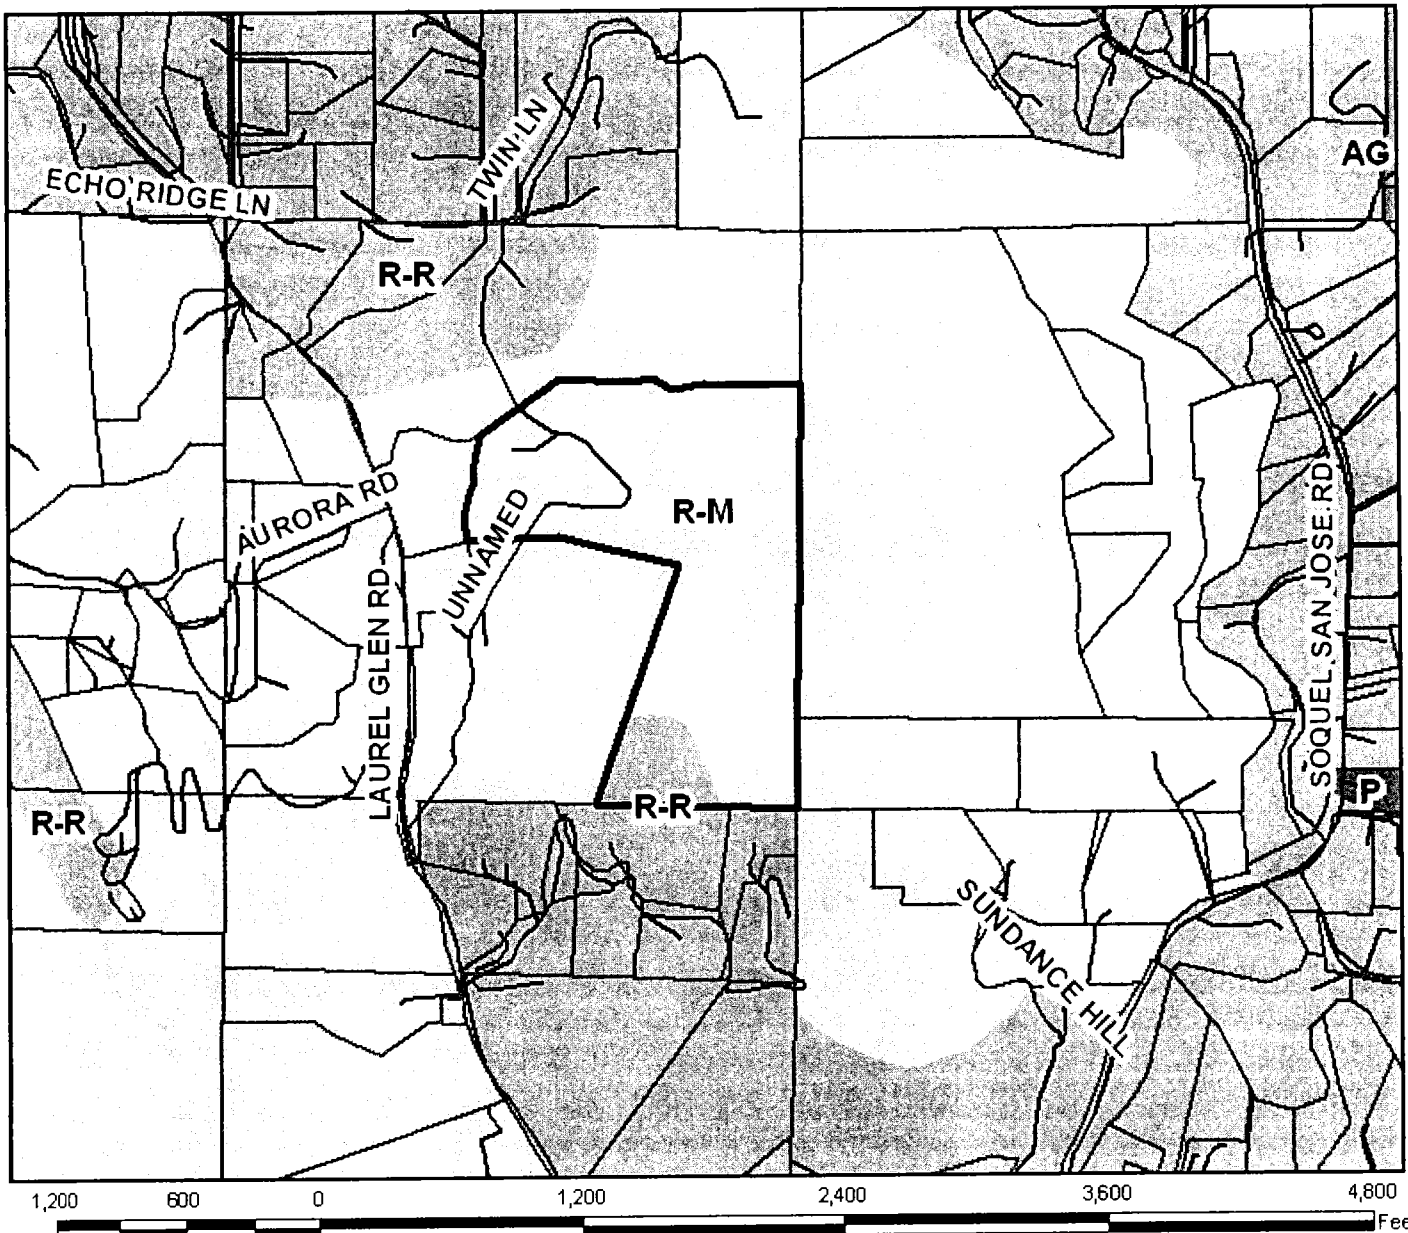 TWIN LN
AG
ECHO RIDGE LN
R-R
AURORA RD
R-M
UNNAMED
LAUREL GLEN RD
SOQUEL SAN JOSE RD
P
R-R
R-R
SUNDANCE HILL
1,200 600 0 1,200 2,400 3,600 4,800
Fee